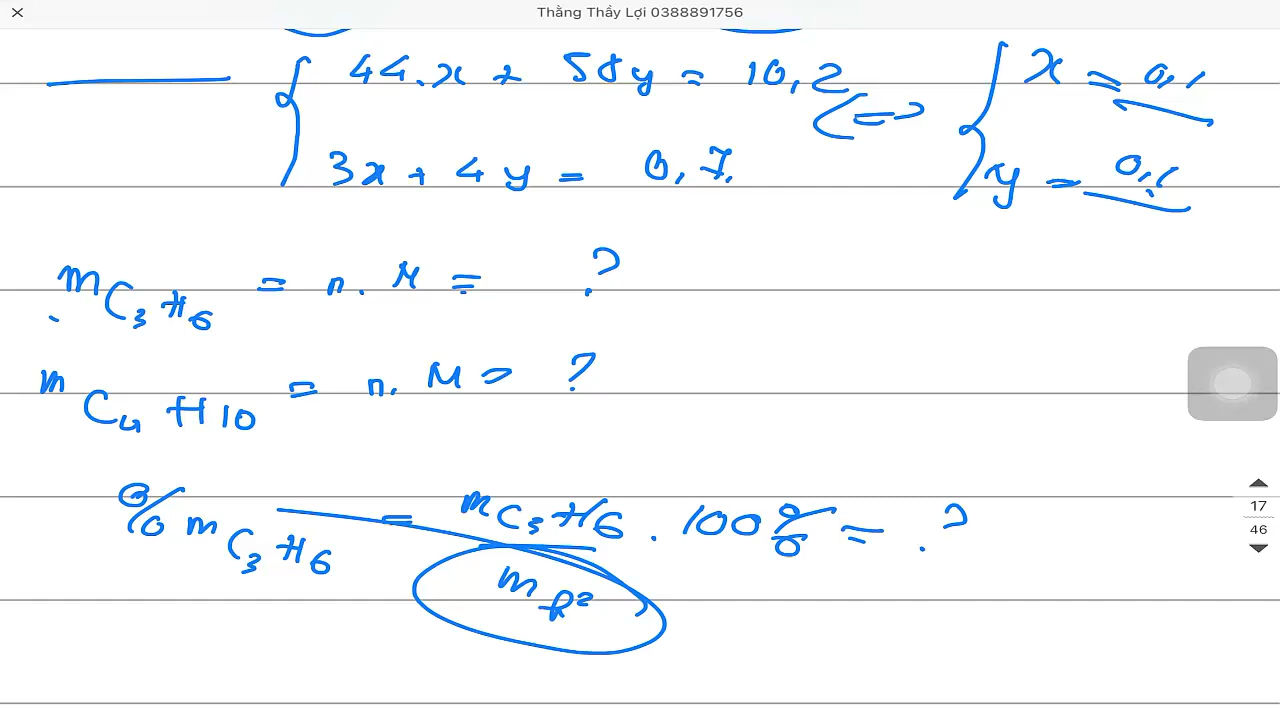 Thằng Thầy Lợi 0388891756
44.x + 58y = 10,2 <=> x = 0,1
3x + 4y = 0,7. y = 0,1
mC3H6 = n.M = ?
mC4H10 = n.M = ?
%mC3H6 = mC3H6 . 100% = ?
m h²
17
46